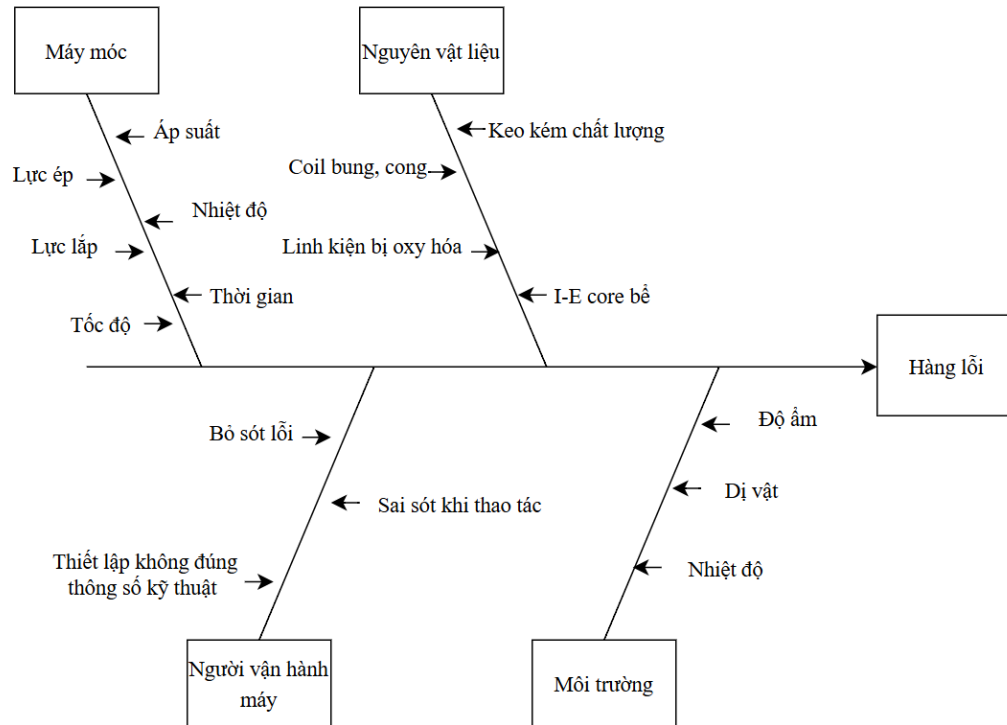 Máy móc
Nguyên vật liệu
Áp suất
Keo kém chất lượng
Lực ép
Coil bung, cong
Nhiệt độ
Lực lắp
Linh kiện bị oxy hóa
Thời gian
I-E core bể
Tốc độ
Hàng lỗi
Bỏ sót lỗi
Độ ẩm
Sai sót khi thao tác
Dị vật
Thiết lập không đúng
thông số kỹ thuật
Nhiệt độ
Người vận hành
máy
Môi trường